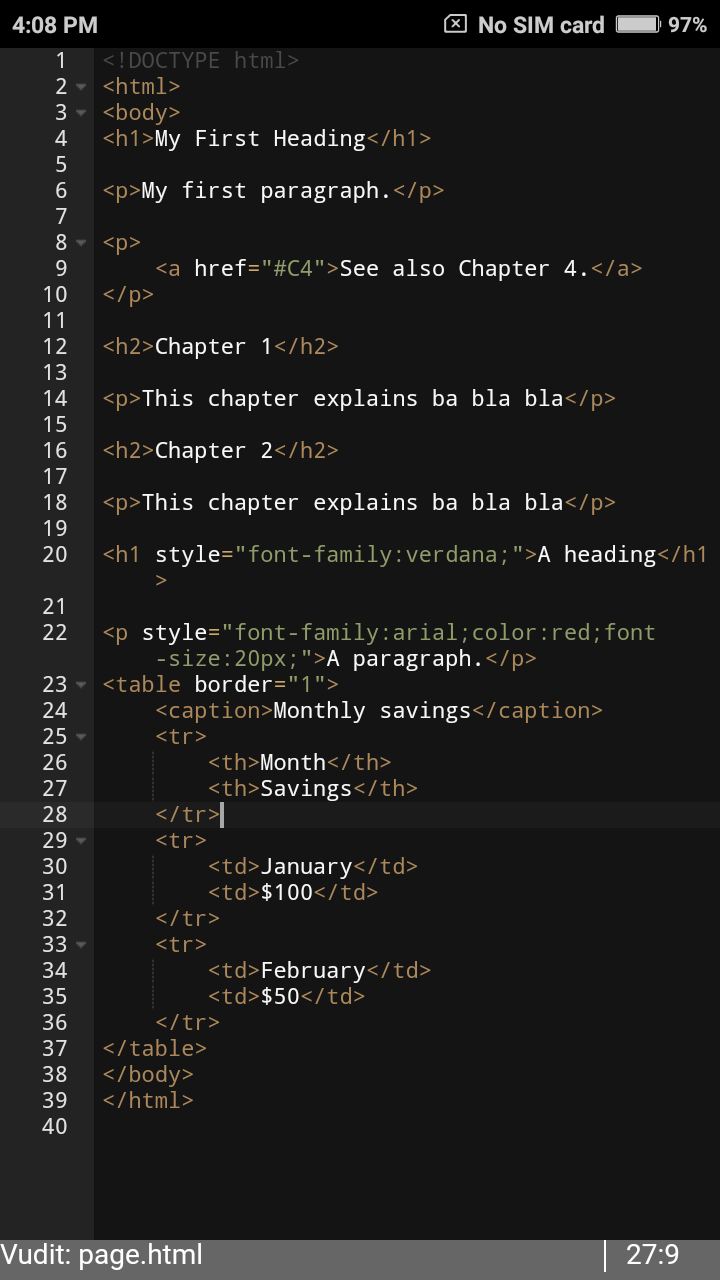 4:08 PM No SIM card 97%
1 <!DOCTYPE html>
2 <html>
3 <body>
4 <h1>My First Heading</h1>
5
6 <p>My first paragraph.</p>
7
8 <p>
9     <a href="#C4">See also Chapter 4.</a>
10 </p>
11
12 <h2>Chapter 1</h2>
13
14 <p>This chapter explains ba bla bla</p>
15
16 <h2>Chapter 2</h2>
17
18 <p>This chapter explains ba bla bla</p>
19
20 <h1 style="font-family:verdana;">A heading</h1
>
21
22 <p style="font-family:arial;color:red;font
-size:20px;">A paragraph.</p>
23 <table border="1">
24     <caption>Monthly savings</caption>
25     <tr>
26         <th>Month</th>
27         <th>Savings</th>
28     </tr>
29     <tr>
30         <td>January</td>
31         <td>$100</td>
32     </tr>
33     <tr>
34         <td>February</td>
35         <td>$50</td>
36     </tr>
37 </table>
38 </body>
39 </html>
40
Vudit: page.html 27:9